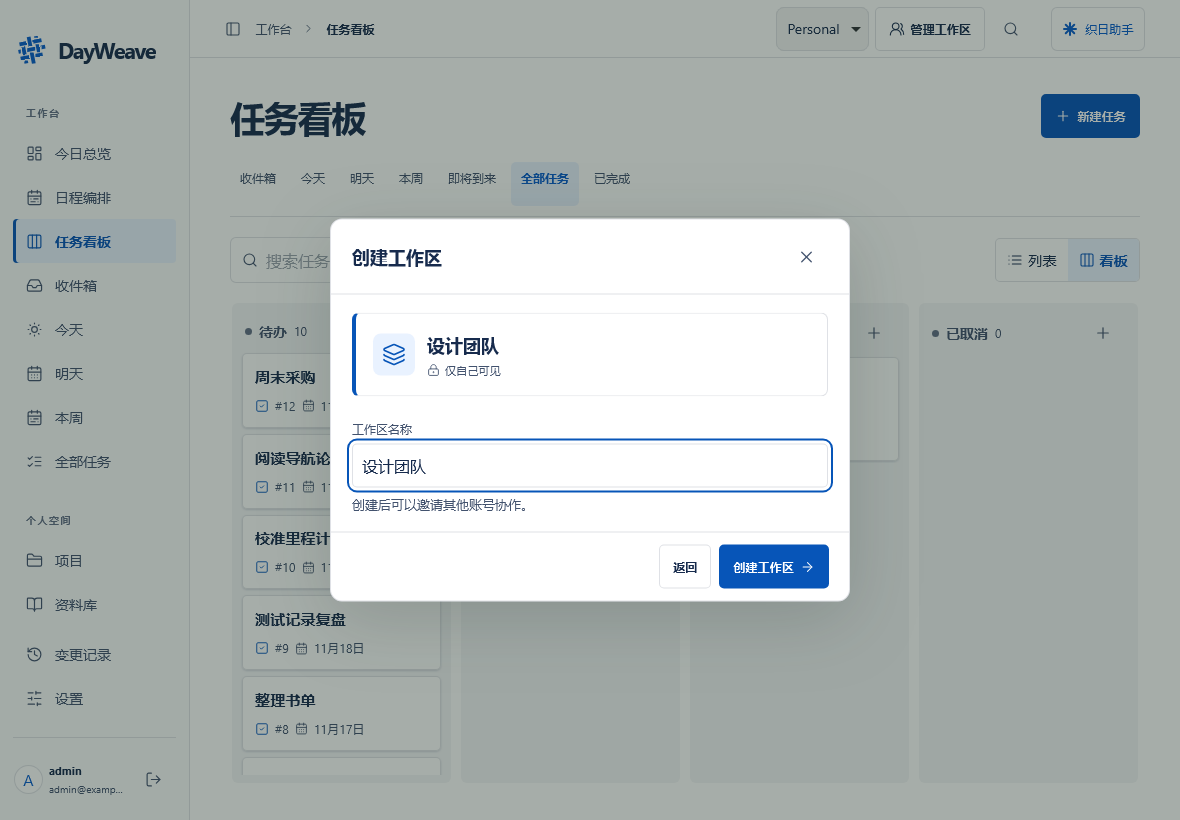 DayWeave
工作台
今日总览
日程编排
任务看板
收件箱
今天
明天
本周
全部任务
个人空间
项目
资料库
变更记录
设置
A
admin
admin@examp...
工作台
任务看板
Personal
管理工作区
织日助手
任务看板
新建任务
收件箱
今天
明天
本周
即将到来
全部任务
已完成
搜索任务
列表
看板
待办 10
周末采购
#12
阅读导航论
#11
校准里程计
#10
测试记录复盘
#9 11月18日
整理书单
#8 11月17日
已取消 0
创建工作区
设计团队
仅自己可见
工作区名称
设计团队
创建后可以邀请其他账号协作。
返回
创建工作区